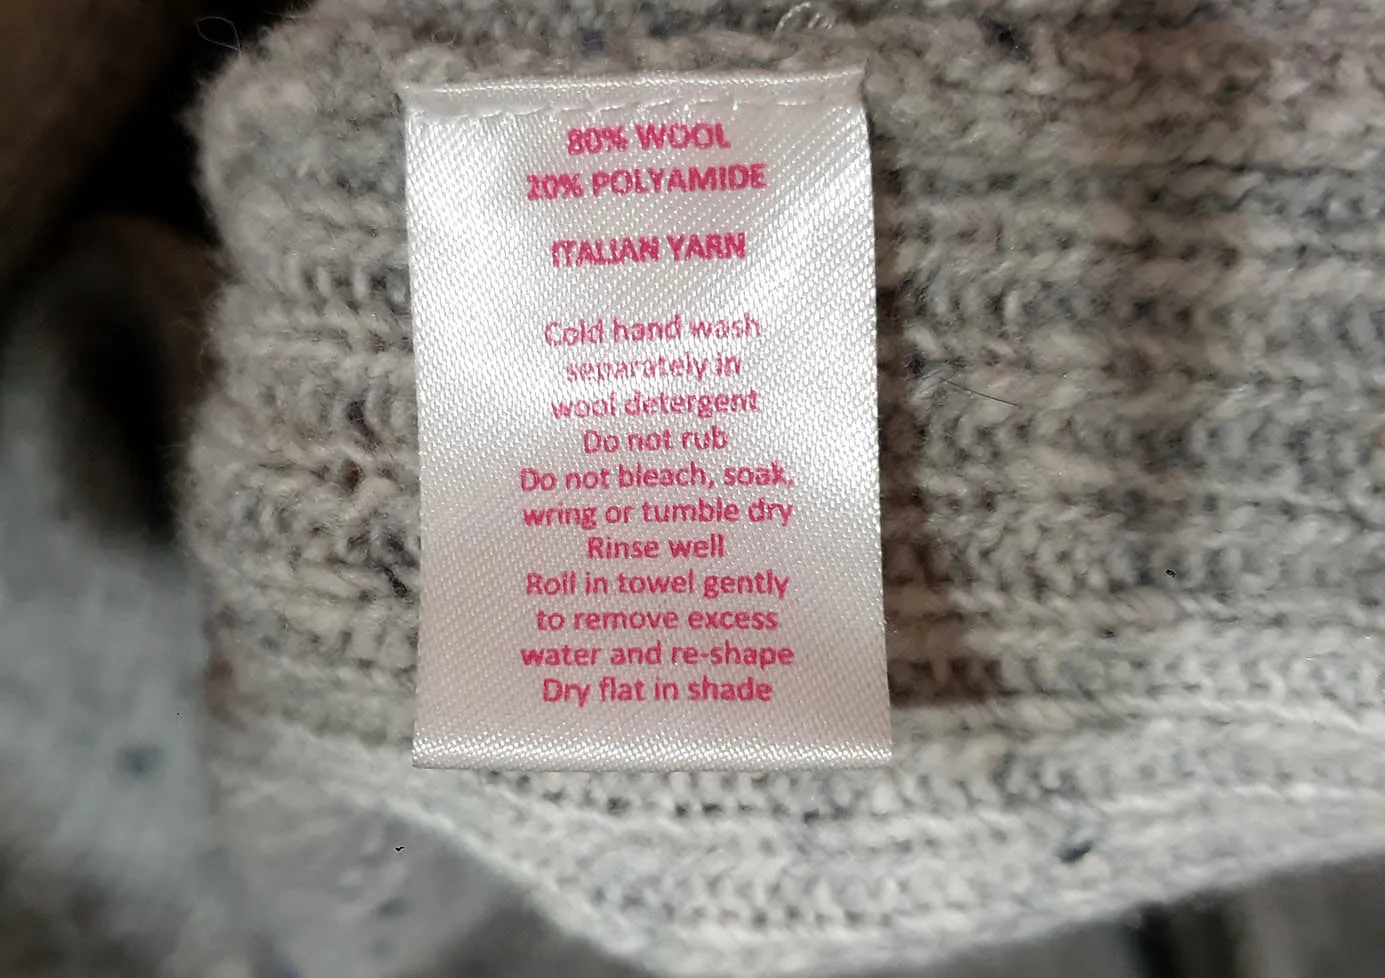 80% WOOL
20% POLYAMIDE
ITALIAN YARN
Cold hand wash
separately in
wool detergent
Do not rub
Do not bleach, soak,
wring or tumble dry
Rinse well
Roll in towel gently
to remove excess
water and re-shape
Dry flat in shade